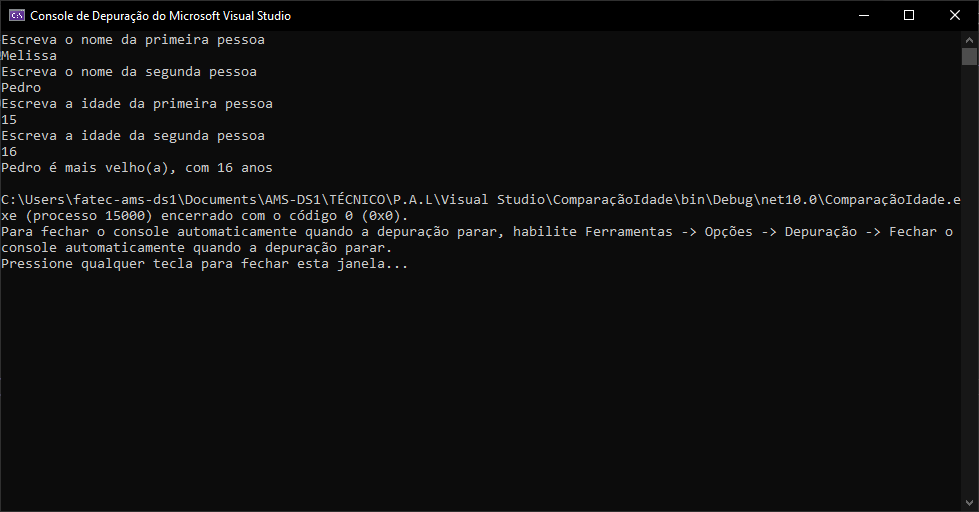 Console de Depuração do Microsoft Visual Studio
Escreva o nome da primeira pessoa
Melissa
Escreva o nome da segunda pessoa
Pedro
Escreva a idade da primeira pessoa
15
Escreva a idade da segunda pessoa
16
Pedro é mais velho(a), com 16 anos
C:\Users\fatec-ams-ds1\Documents\AMS-DS1\TÉCNICO\P.A.L\Visual Studio\ComparaçãoIdade\bin\Debug\net10.0\ComparaçãoIdade.e
xe (processo 15000) encerrado com o código 0 (0x0).
Para fechar o console automaticamente quando a depuração parar, habilite Ferramentas -> Opções -> Depuração -> Fechar o
console automaticamente quando a depuração parar.
Pressione qualquer tecla para fechar esta janela...